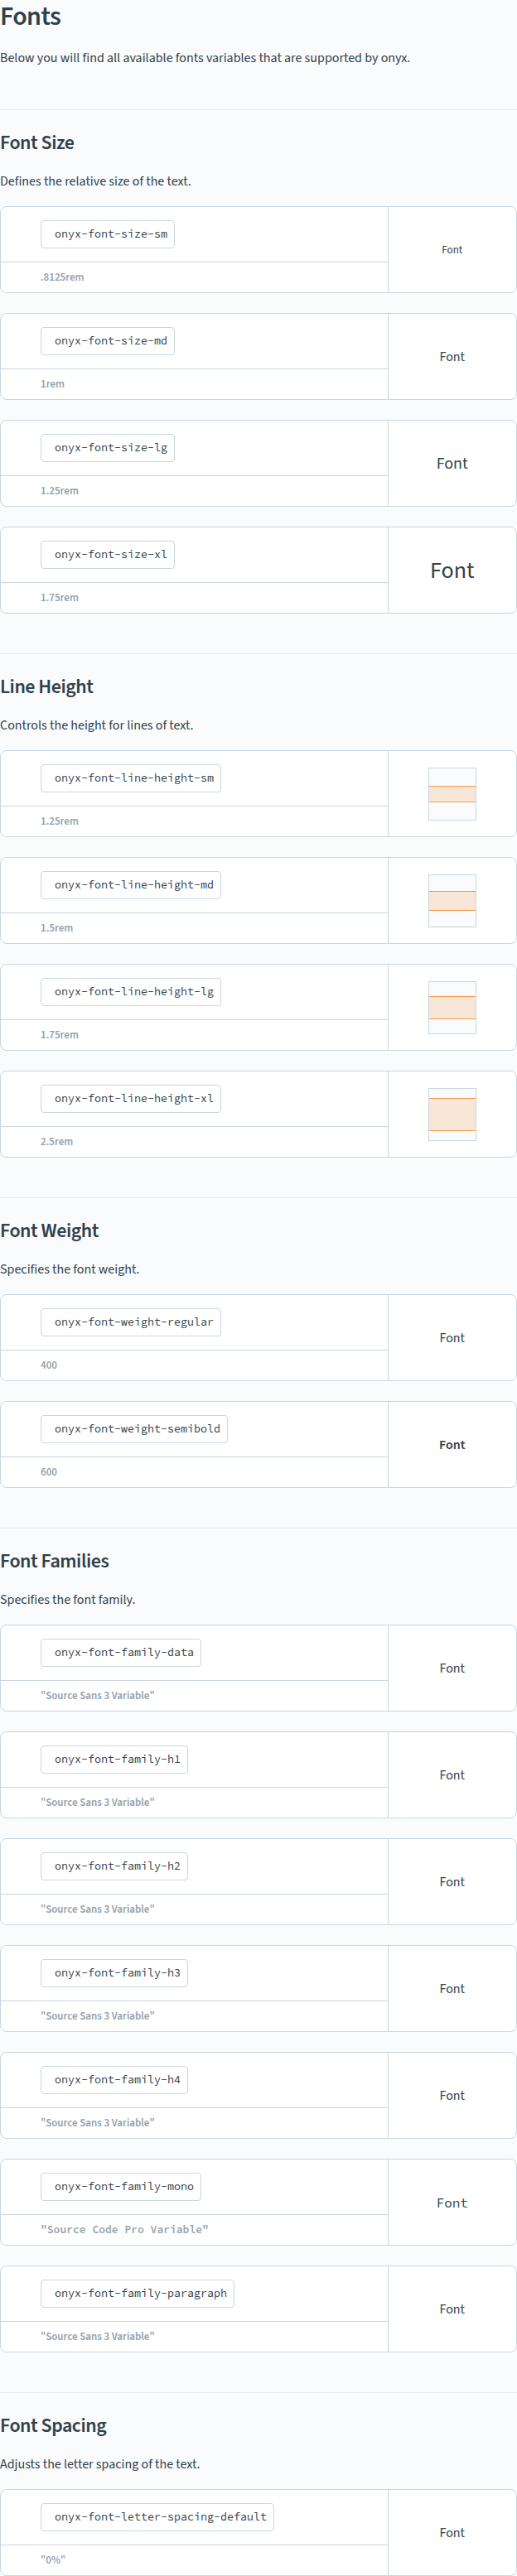 Fonts
Below you will find all available fonts variables that are supported by onyx.
Font Size
Defines the relative size of the text.
onyx-font-size-sm
Font
.8125rem
onyx-font-size-md
Font
1rem
onyx-font-size-lg
Font
1.25rem
onyx-font-size-xl
Font
1.75rem
Line Height
Controls the height for lines of text.
onyx-font-line-height-sm
1.25rem
onyx-font-line-height-md
1.5rem
onyx-font-line-height-lg
1.75rem
onyx-font-line-height-xl
2.5rem
Font Weight
Specifies the font weight.
onyx-font-weight-regular
Font
400
onyx-font-weight-semibold
Font
600
Font Families
Specifies the font family.
onyx-font-family-data
Font
"Source Sans 3 Variable"
onyx-font-family-h1
Font
"Source Sans 3 Variable"
onyx-font-family-h2
Font
"Source Sans 3 Variable"
onyx-font-family-h3
Font
"Source Sans 3 Variable"
onyx-font-family-h4
Font
"Source Sans 3 Variable"
onyx-font-family-mono
Font
"Source Code Pro Variable"
onyx-font-family-paragraph
Font
"Source Sans 3 Variable"
Font Spacing
Adjusts the letter spacing of the text.
onyx-font-letter-spacing-default
Font
"0%"